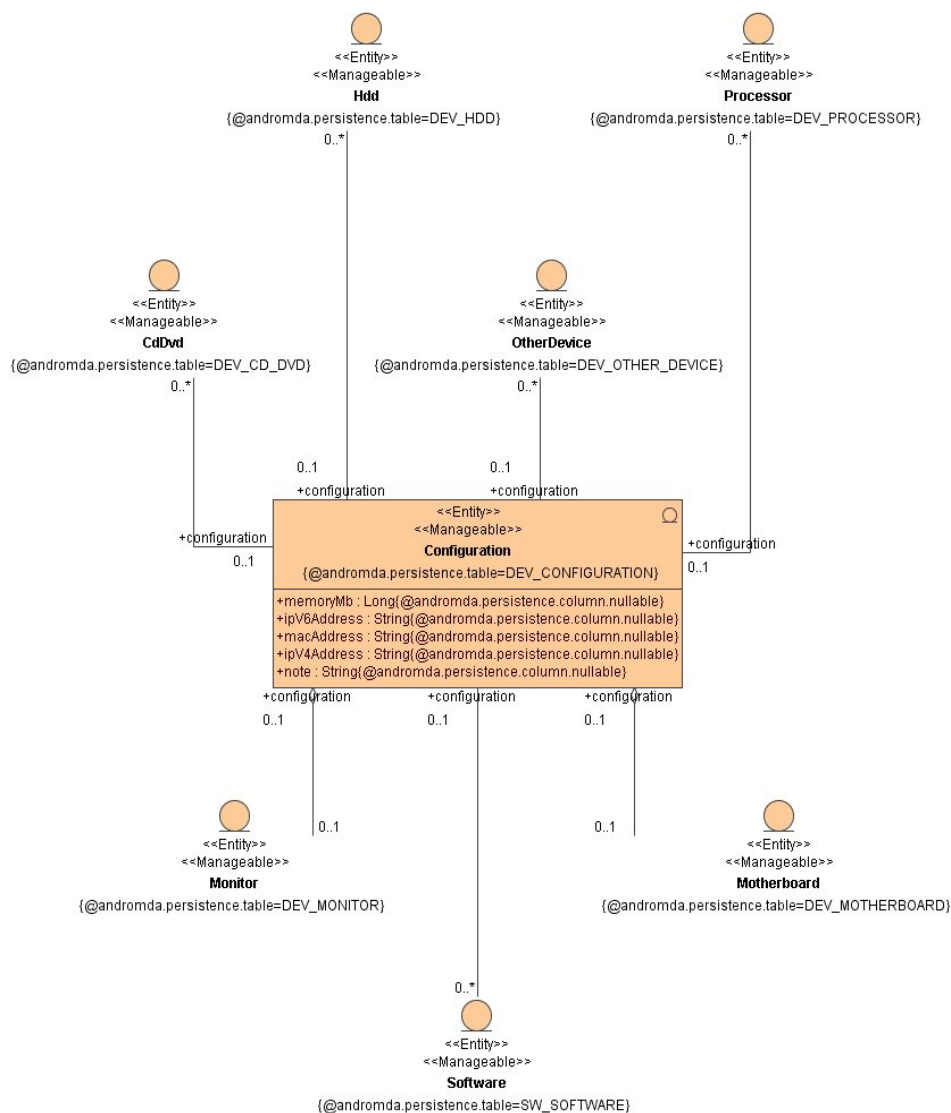 <<Entity>>
<<Manageable>>
Hdd
{@andromda.persistence.table=DEV_HDD}
0..*
<<Entity>>
<<Manageable>>
Processor
{@andromda.persistence.table=DEV_PROCESSOR}
0..*
<<Entity>>
<<Manageable>>
CdDvd
{@andromda.persistence.table=DEV_CD_DVD}
0..*
<<Entity>>
<<Manageable>>
OtherDevice
{@andromda.persistence.table=DEV_OTHER_DEVICE}
0..*
0..1
+configuration
0..1
+configuration
+configuration
0..1
+configuration
0..1
<<Entity>>
<<Manageable>>
Configuration
{@andromda.persistence.table=DEV_CONFIGURATION}
+memoryMb : Long{@andromda.persistence.column.nullable}
+ipV6Address : String{@andromda.persistence.column.nullable}
+macAddress : String{@andromda.persistence.column.nullable}
+ipV4Address : String{@andromda.persistence.column.nullable}
+note : String{@andromda.persistence.column.nullable}
+configuration
0..1
+configuration
0..1
+configuration
0..1
0..1
0..1
<<Entity>>
<<Manageable>>
Monitor
{@andromda.persistence.table=DEV_MONITOR}
<<Entity>>
<<Manageable>>
Motherboard
{@andromda.persistence.table=DEV_MOTHERBOARD}
0..*
<<Entity>>
<<Manageable>>
Software
{@andromda.persistence.table=SW_SOFTWARE}